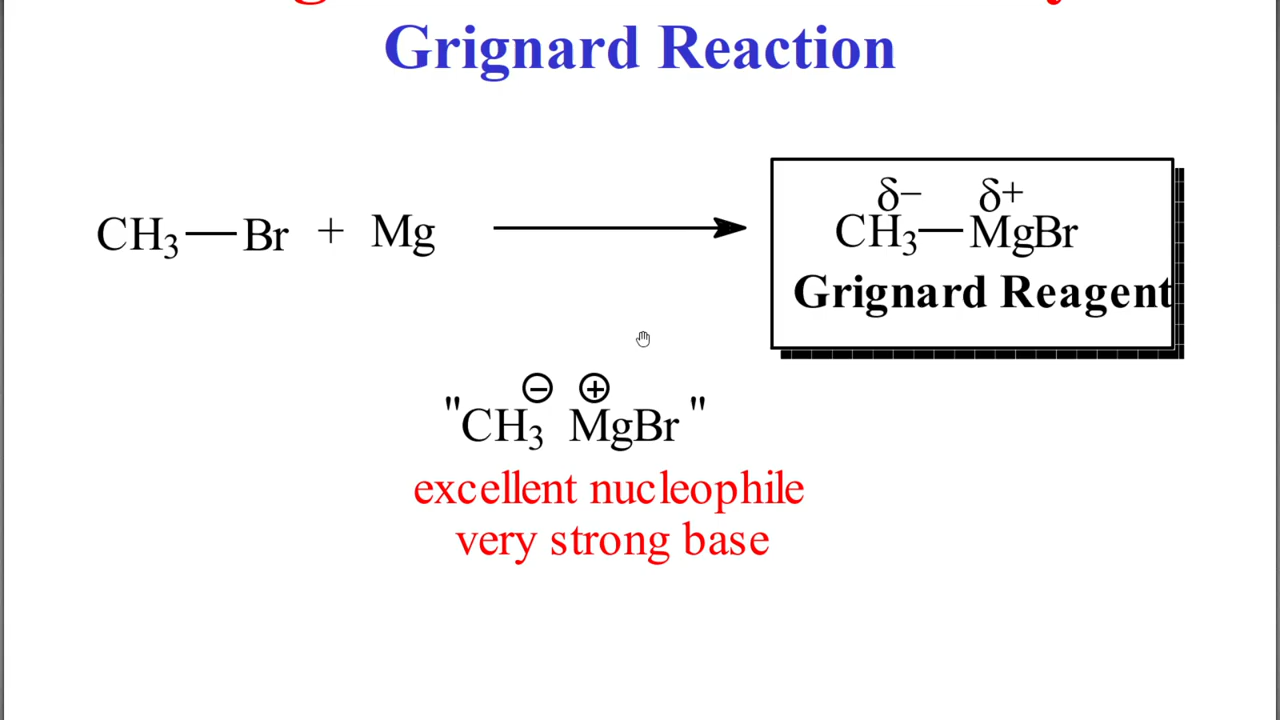 Grignard Reaction
CH₃—Br + Mg
δ– δ+
CH₃—MgBr
Grignard Reagent
⊖ ⊕
"CH₃ MgBr"
excellent nucleophile
very strong base